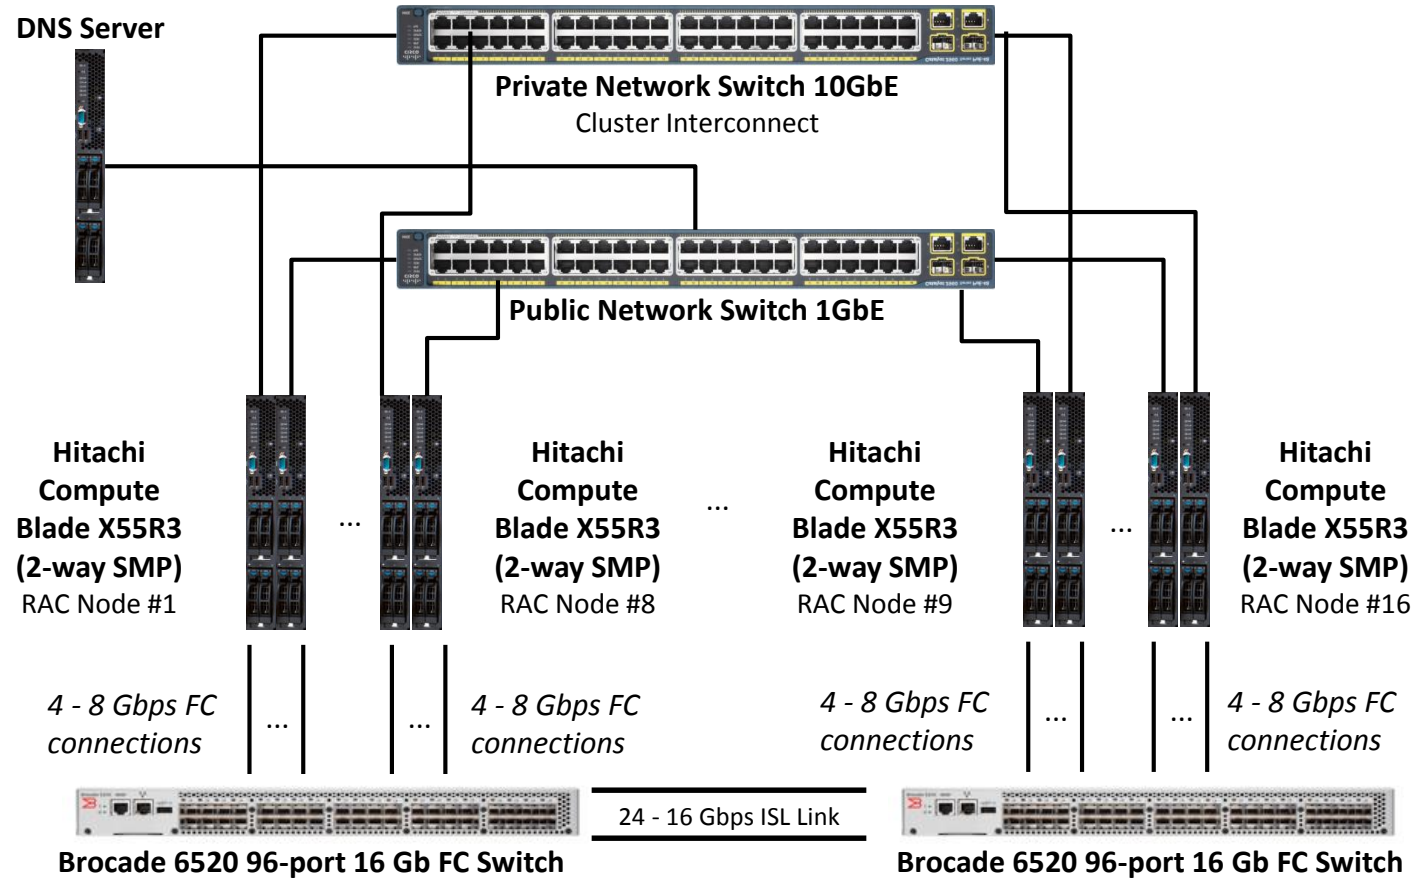 DNS Server
Private Network Switch 10GbE
Cluster Interconnect
Public Network Switch 1GbE
Hitachi
Compute
Blade X55R3
(2-way SMP)
RAC Node #1
...
Hitachi
Compute
Blade X55R3
(2-way SMP)
RAC Node #8
...
Hitachi
Compute
Blade X55R3
(2-way SMP)
RAC Node #9
...
Hitachi
Compute
Blade X55R3
(2-way SMP)
RAC Node #16
4 - 8 Gbps FC
connections
...
...
4 - 8 Gbps FC
connections
4 - 8 Gbps FC
connections
...
...
4 - 8 Gbps FC
connections
24 - 16 Gbps ISL Link
Brocade 6520 96-port 16 Gb FC Switch
Brocade 6520 96-port 16 Gb FC Switch